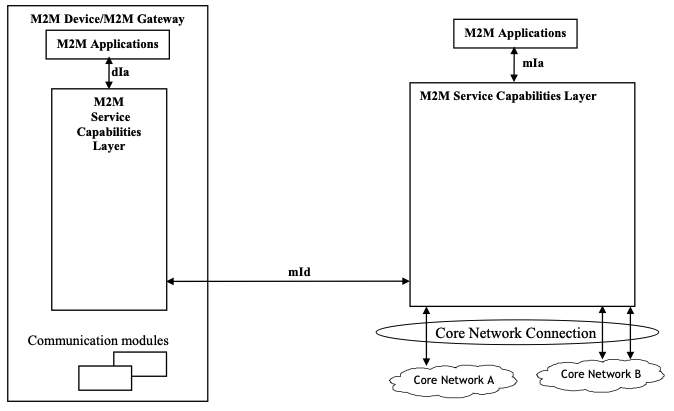 M2M Device/M2M Gateway
M2M Applications
dIa
M2M
Service
Capabilities
Layer
Communication modules
mId
M2M Applications
mIa
M2M Service Capabilities Layer
Core Network Connection
Core Network A
Core Network B